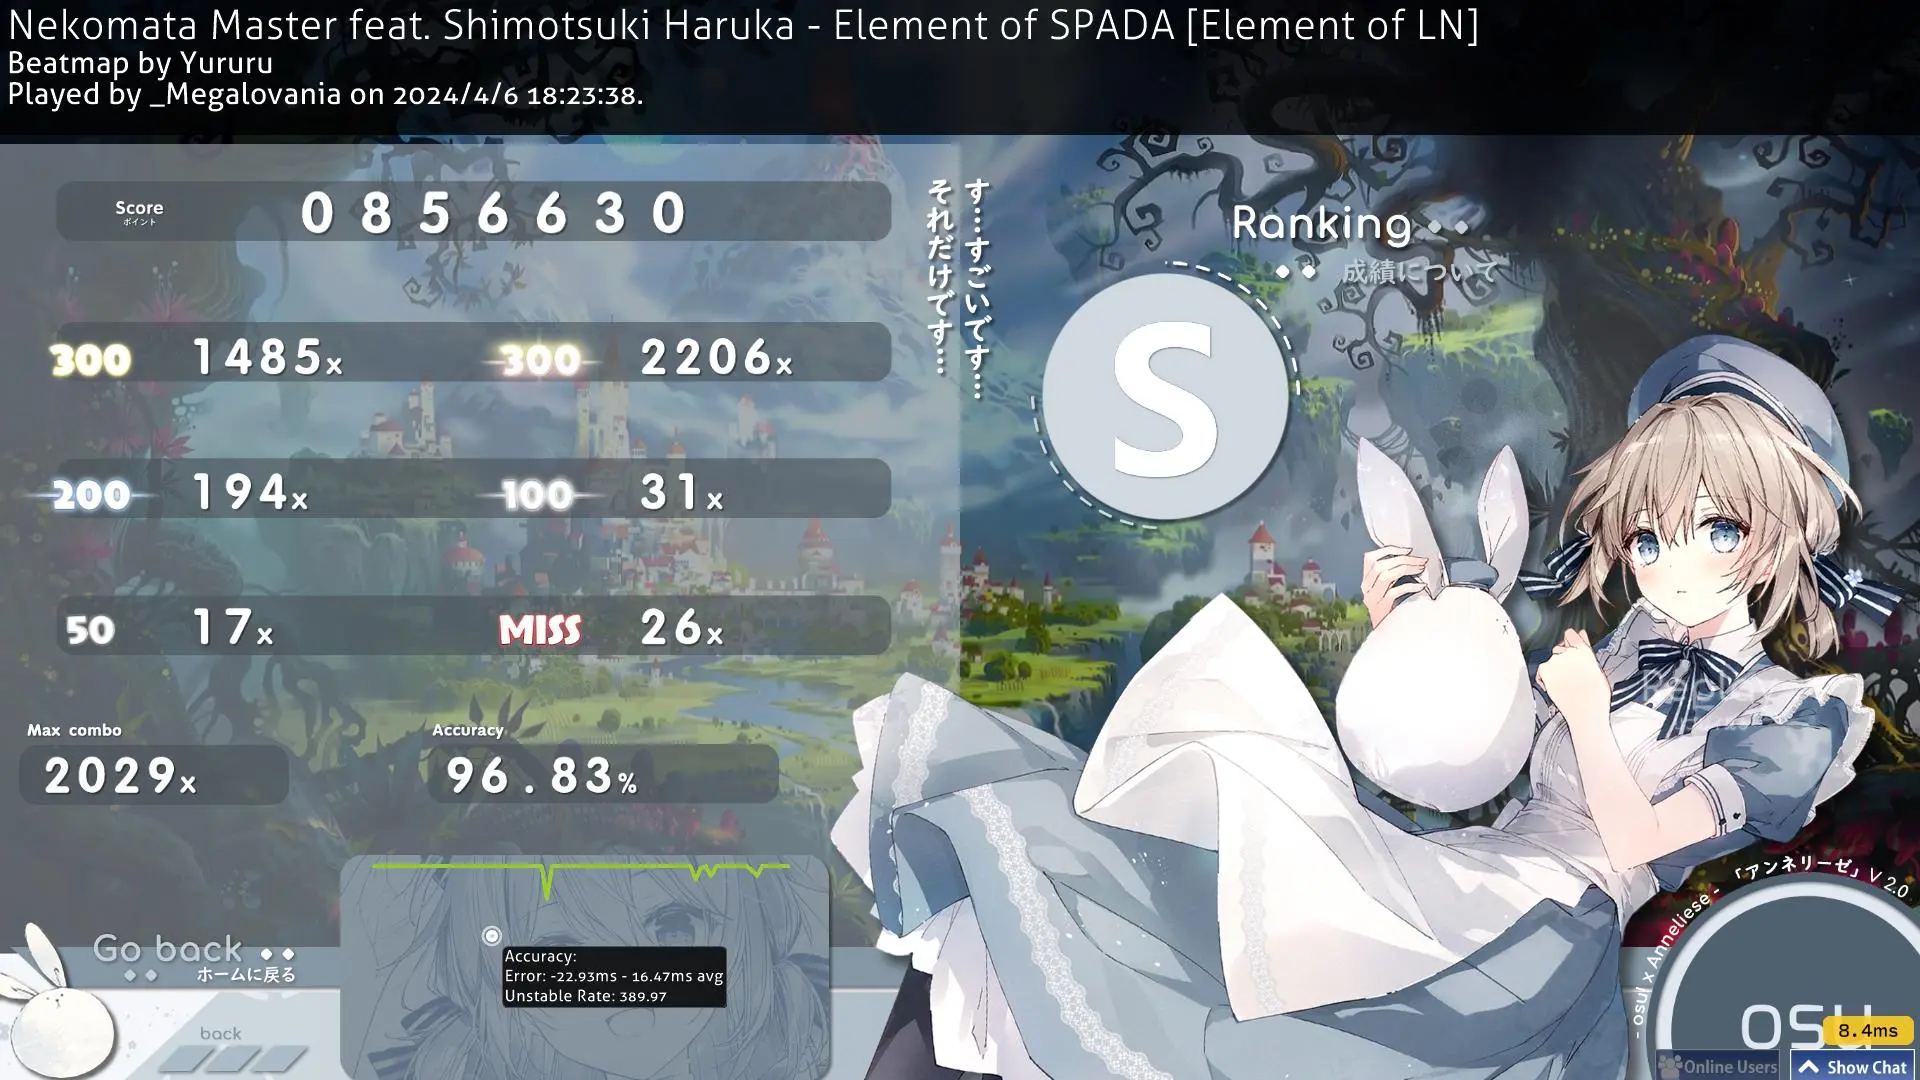 Nekomata Master feat. Shimotsuki Haruka - Element of SPADA [Element of LN]
Beatmap by Yururu
Played by _Megalovania on 2024/4/6 18:23:38.
Score 0856630
ポイント
300 1485x 300 2206x
200 194x 100 31x
50 17x MISS 26x
Max combo Accuracy
2029x 96.83%
す…すごいです…
それだけです…
Ranking
成績について
S
Replay
Go back
ホームに戻る
back
Accuracy:
Error: -22.93ms - 16.47ms avg
Unstable Rate: 389.97
- osu! x Anneliese - 「アンネリーゼ」 V 2.0
osu
8.4ms
Online Users
Show Chat